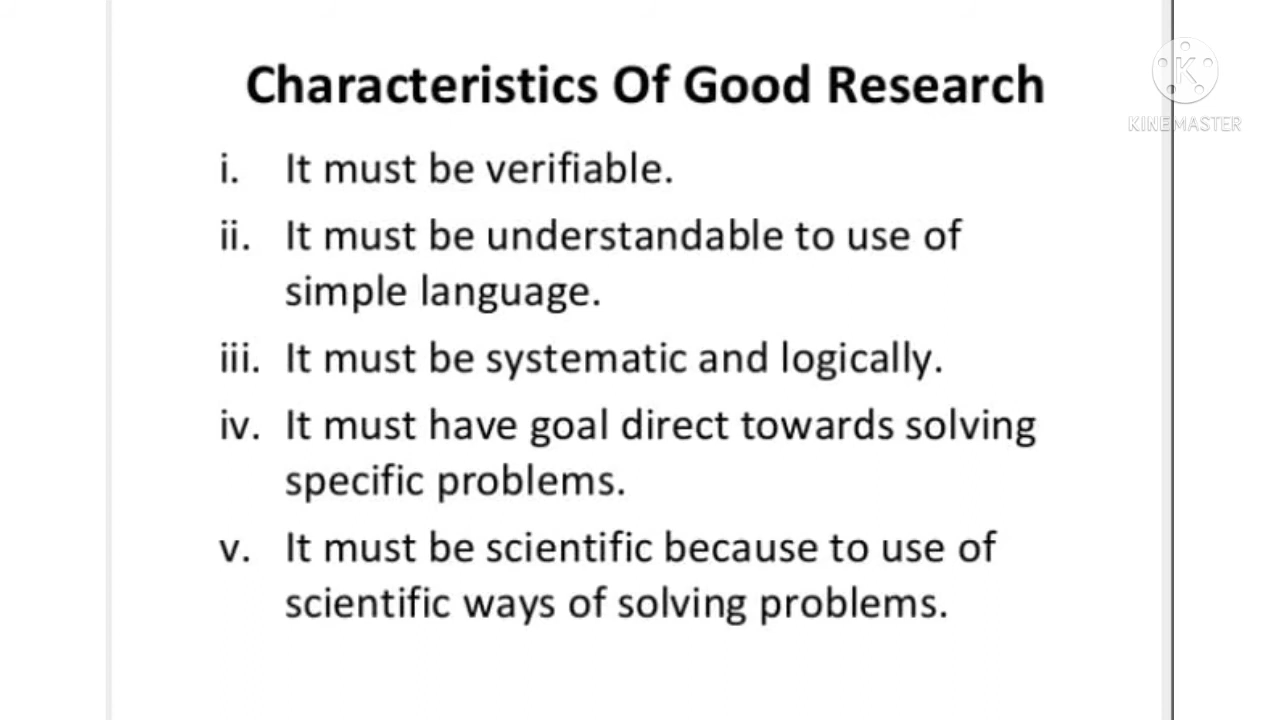 Characteristics Of Good Research
KINEMASTER
i. It must be verifiable.
ii. It must be understandable to use of
simple language.
iii. It must be systematic and logically.
iv. It must have goal direct towards solving
specific problems.
v. It must be scientific because to use of
scientific ways of solving problems.